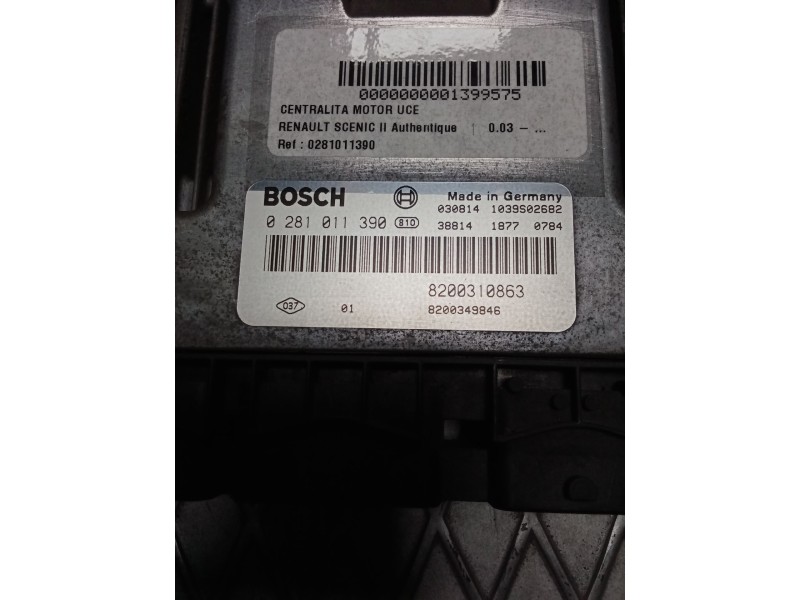 0000000001399575
CENTRALITA MOTOR UCE
RENAULT SCENIC II Authentique | 0.03 – ...
Ref : 0281011390
BOSCH Made in Germany
030814 1039S02682
0 281 011 390 810 38814 1877 0784
8200310863
037 01 8200349846